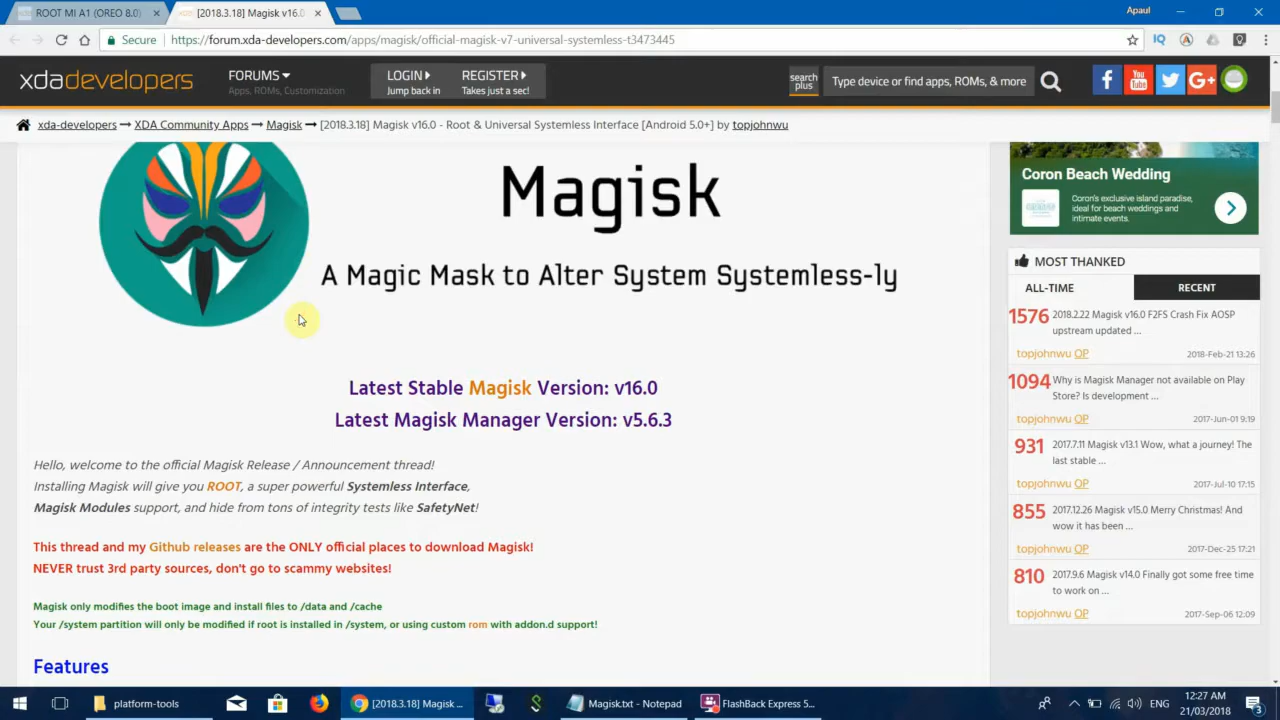 ROOT MI A1 (OREO 8.0)
[2018.3.18] Magisk v16.0
Apaul
Secure
https://forum.xda-developers.com/apps/magisk/official-magisk-v7-universal-systemless-t3473445
xdadevelopers
FORUMS
Apps, ROMs, Customization
LOGIN
Jump back in
REGISTER
Takes just a sec!
search plus
Type device or find apps, ROMs, & more
You Tube
G+
xda-developers → XDA Community Apps → Magisk → [2018.3.18] Magisk v16.0 - Root & Universal Systemless Interface [Android 5.0+] by topjohnwu
Magisk
A Magic Mask to Alter System Systemless-ly
Latest Stable Magisk Version: v16.0
Latest Magisk Manager Version: v5.6.3
Hello, welcome to the official Magisk Release / Announcement thread!
Installing Magisk will give you ROOT, a super powerful Systemless Interface,
Magisk Modules support, and hide from tons of integrity tests like SafetyNet!
This thread and my Github releases are the ONLY official places to download Magisk!
NEVER trust 3rd party sources, don't go to scammy websites!
Magisk only modifies the boot image and install files to /data and /cache
Your /system partition will only be modified if root is installed in /system, or using custom rom with addon.d support!
Features
Coron Beach Wedding
Coron's exclusive island paradise,
ideal for beach weddings and
intimate events.
MOST THANKED
ALL-TIME
RECENT
1576 2018.2.22 Magisk v16.0 F2FS Crash Fix AOSP
upstream updated ...
topjohnwu OP 2018-Feb-21 13:26
1094 Why is Magisk Manager not available on Play
Store? Is development ...
topjohnwu OP 2017-Jun-01 9:19
931 2017.7.11 Magisk v13.1 Wow, what a journey! The
last stable ...
topjohnwu OP 2017-Jul-10 17:15
855 2017.12.26 Magisk v15.0 Merry Christmas! And
wow it has been ...
topjohnwu OP 2017-Dec-25 17:21
810 2017.9.6 Magisk v14.0 Finally got some free time
to work on ...
topjohnwu OP 2017-Sep-06 12:09
platform-tools
[2018.3.18] Magisk ...
Magisk.txt - Notepad
FlashBack Express 5...
ENG
12:27 AM
21/03/2018
3